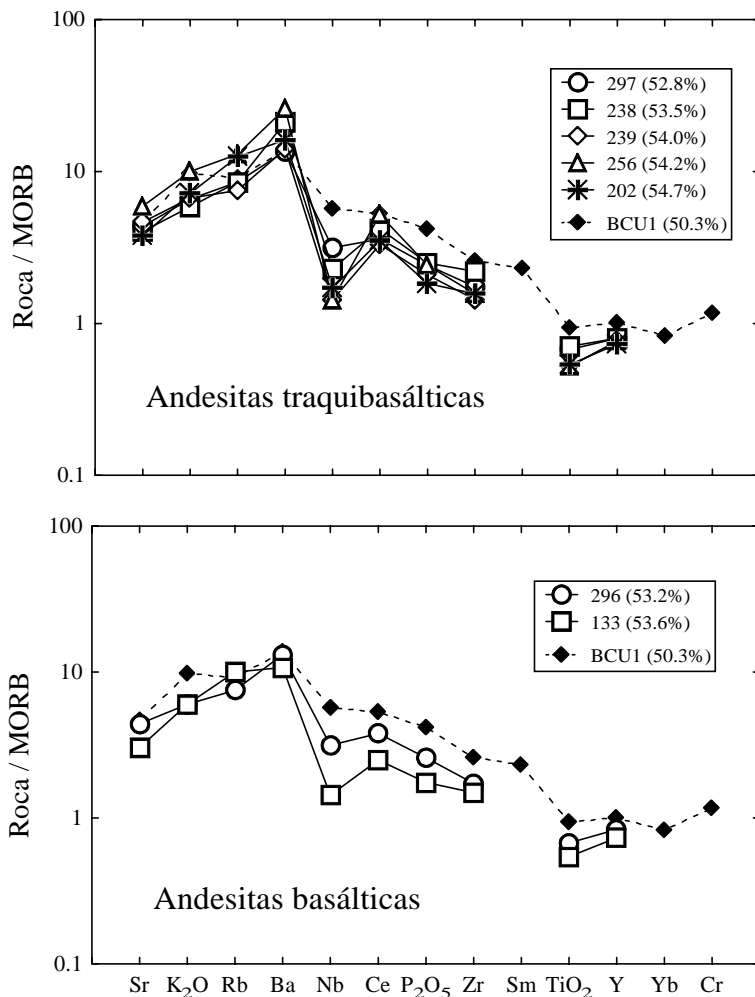 100
10
1
0.1
Roca / MORB
297 (52.8%)
238 (53.5%)
239 (54.0%)
256 (54.2%)
202 (54.7%)
BCU1 (50.3%)
Andesitas traquibasálticas
100
10
1
0.1
Roca / MORB
296 (53.2%)
133 (53.6%)
BCU1 (50.3%)
Andesitas basálticas
Sr K2O Rb Ba Nb Ce P2O5 Zr Sm TiO2 Y Yb Cr